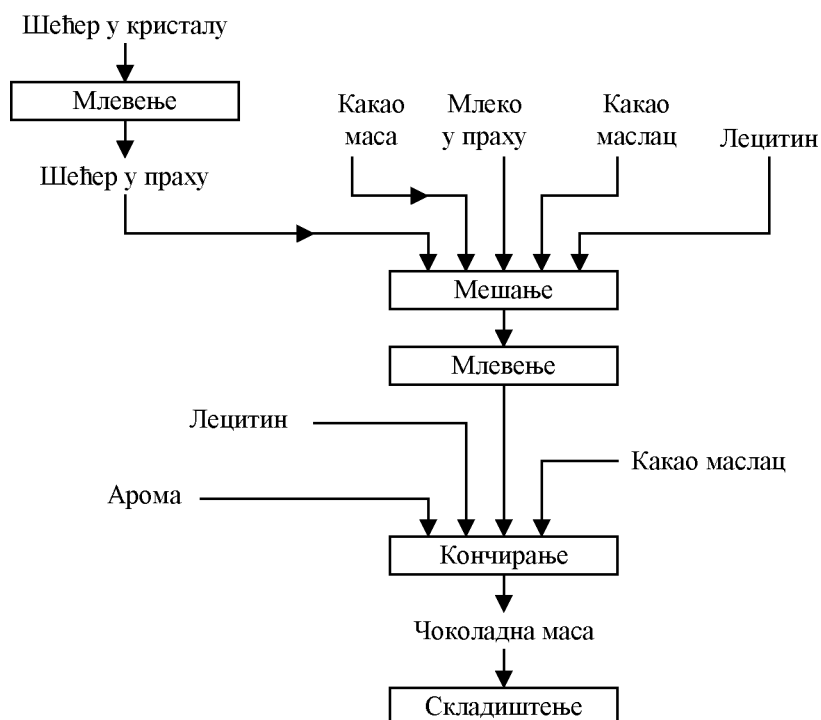 Шећер у кристалу
Млевење
Шећер у праху
Какао
маса
Млеко
у праху
Какао
маслац
Лецитин
Мешање
Млевење
Лецитин
Какао маслац
Арома
Кончирање
Чоколадна маса
Складиштење